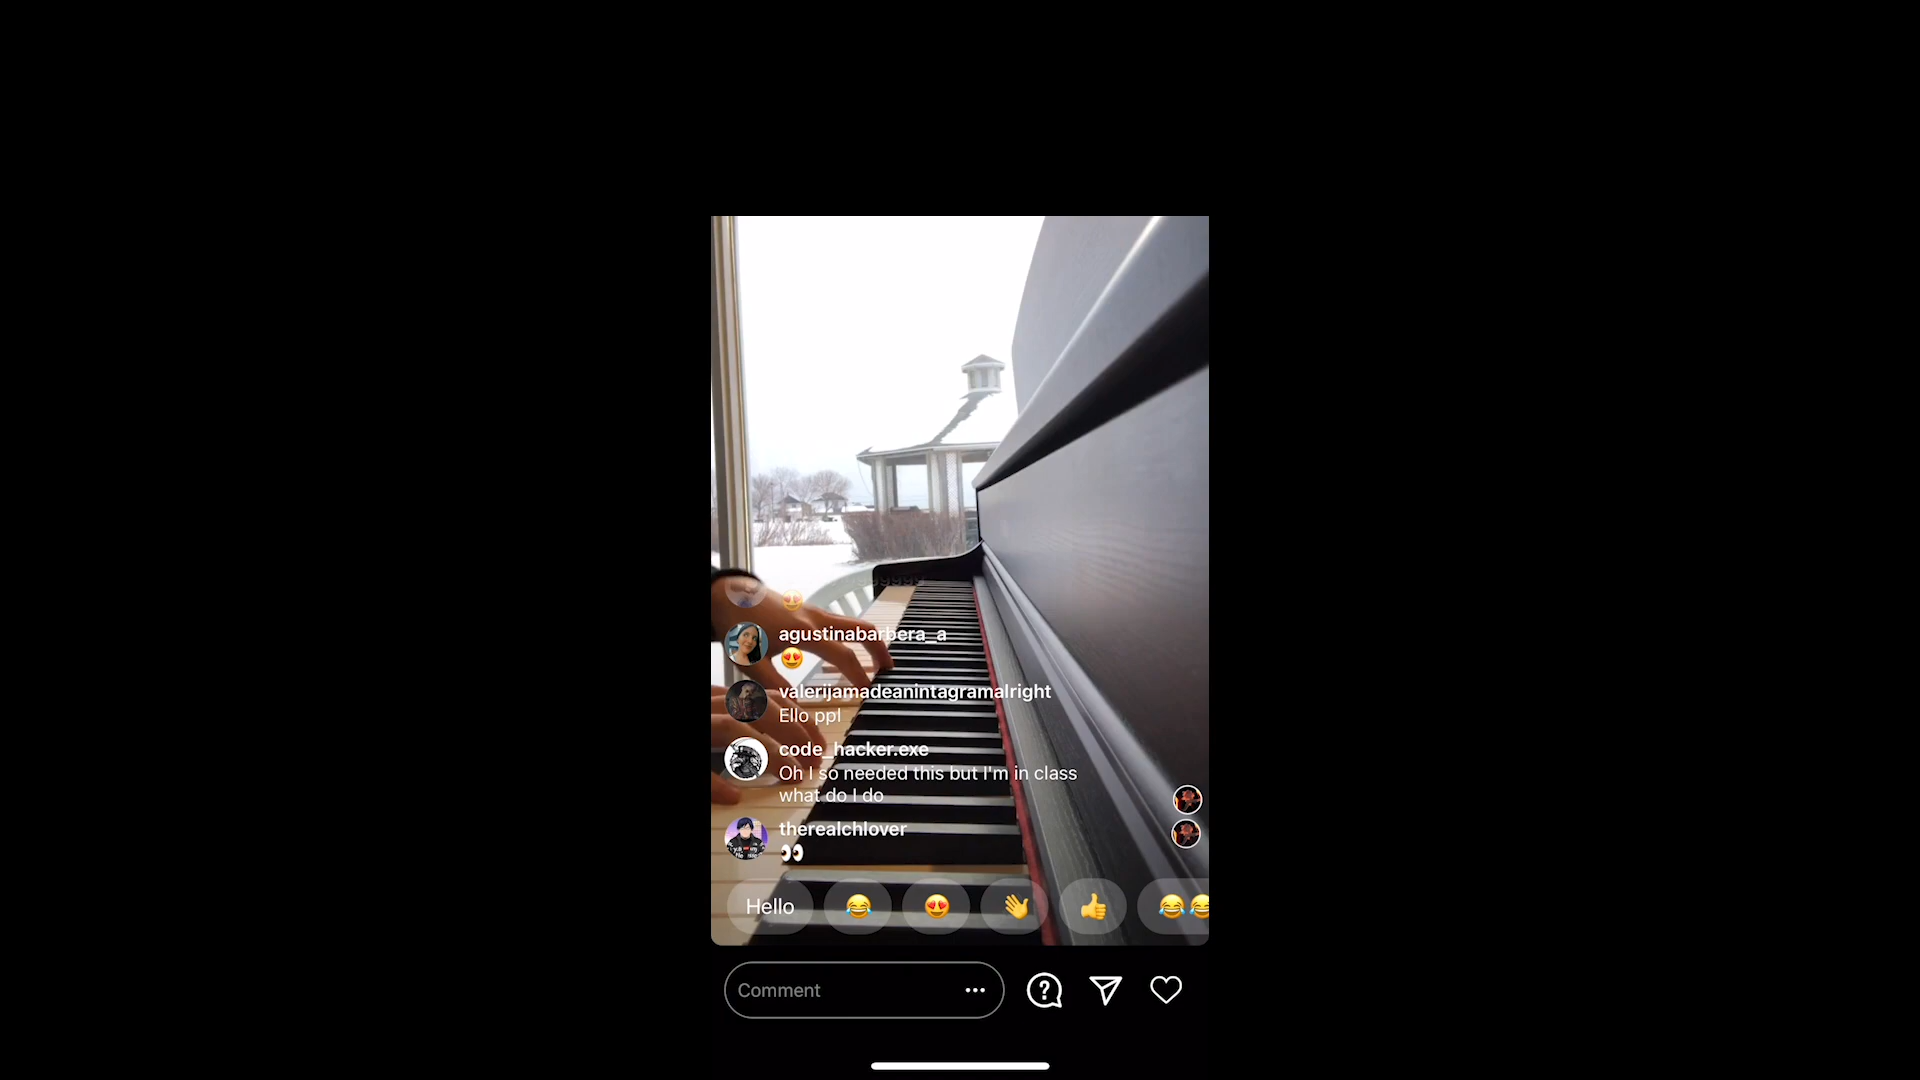 agustinabarbera_a
😍
valerijamadeanintagramalright
Ello ppl
code_hacker.exe
Oh I so needed this but I'm in class
what do I do
therealchlover
👀
Hello
Comment